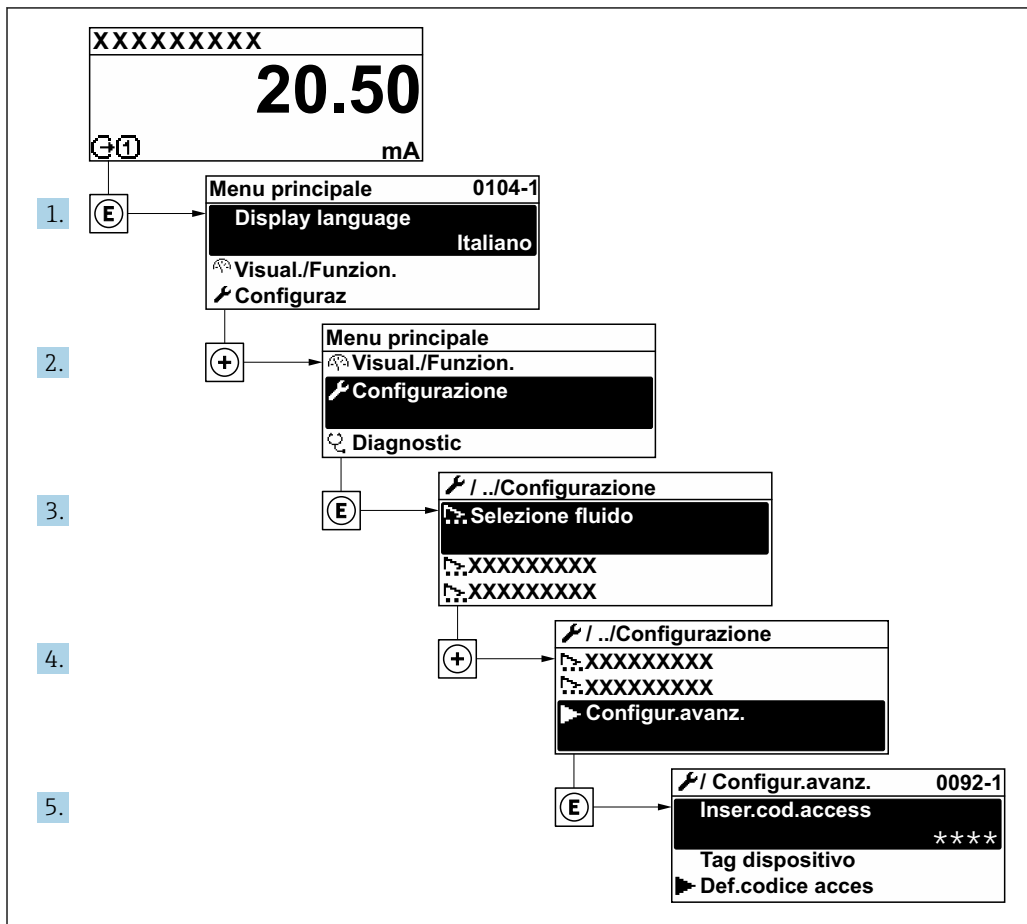 XXXXXXXXX
20.50
1 mA
1. E
Menu principale 0104-1
Display language
Italiano
Visual./Funzion.
Configuraz
2. +
Menu principale
Visual./Funzion.
Configurazione
Diagnostic
3. E
/ ../Configurazione
Selezione fluido
XXXXXXXXX
XXXXXXXXX
4. +
/ ../Configurazione
XXXXXXXXX
XXXXXXXXX
Configur.avanz.
5. E
/ Configur.avanz. 0092-1
Inser.cod.access
****
Tag dispositivo
Def.codice acces